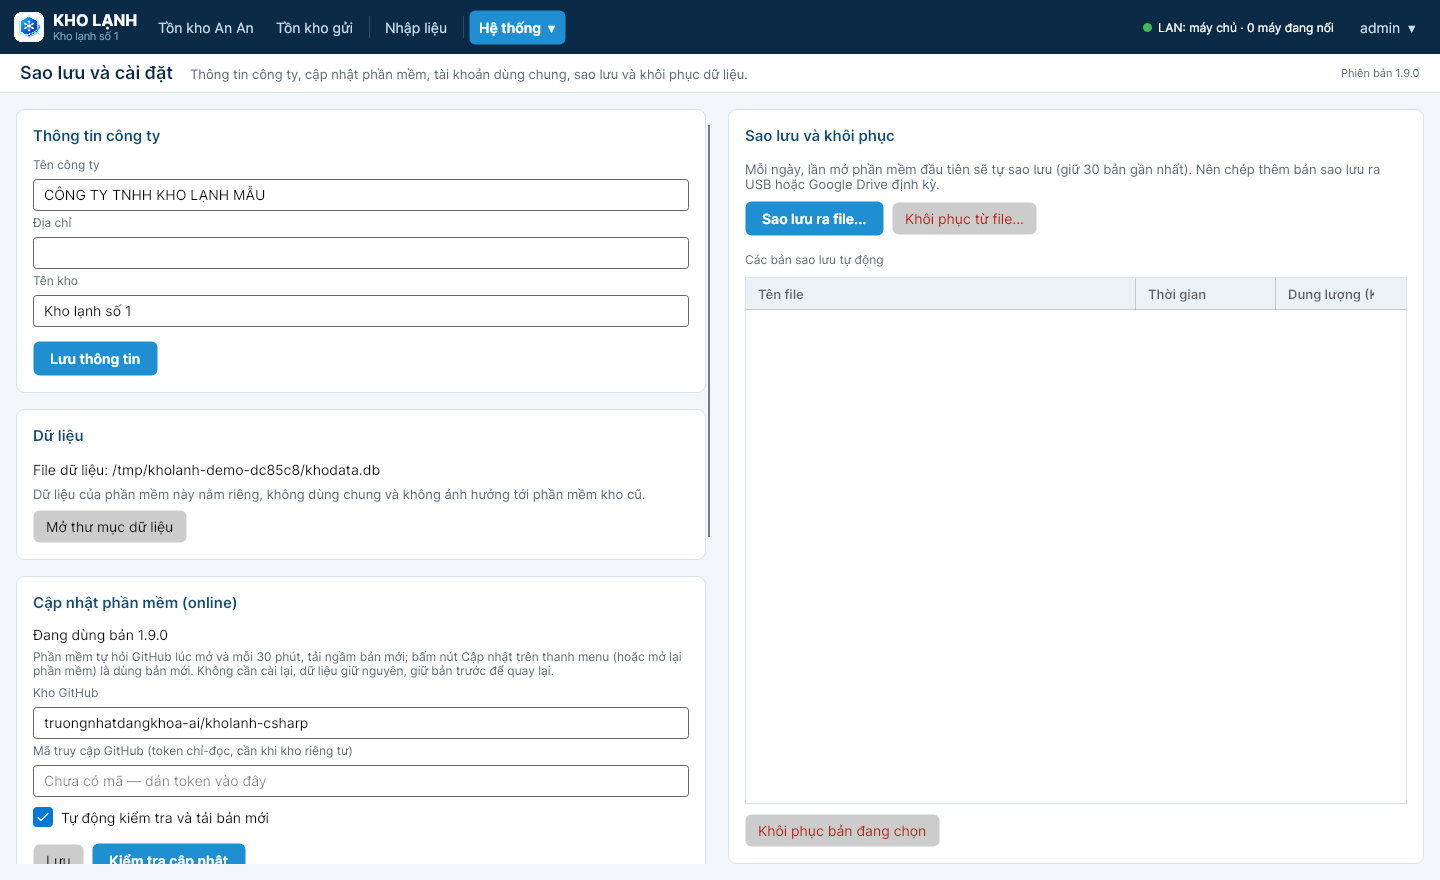 KHO LẠNH
Kho lạnh số 1
Tồn kho An An
Tồn kho gửi
Nhập liệu
Hệ thống ▾
LAN: máy chủ · 0 máy đang nối
admin ▾
Sao lưu và cài đặt
Thông tin công ty, cập nhật phần mềm, tài khoản dùng chung, sao lưu và khôi phục dữ liệu.
Phiên bản 1.9.0
Thông tin công ty
Tên công ty
CÔNG TY TNHH KHO LẠNH MẪU
Địa chỉ
Tên kho
Kho lạnh số 1
Lưu thông tin
Dữ liệu
File dữ liệu: /tmp/kholanh-demo-dc85c8/khodata.db
Dữ liệu của phần mềm này nằm riêng, không dùng chung và không ảnh hưởng tới phần mềm kho cũ.
Mở thư mục dữ liệu
Cập nhật phần mềm (online)
Đang dùng bản 1.9.0
Phần mềm tự hỏi GitHub lúc mở và mỗi 30 phút, tải ngầm bản mới; bấm nút Cập nhật trên thanh menu (hoặc mở lại
phần mềm) là dùng bản mới. Không cần cài lại, dữ liệu giữ nguyên, giữ bản trước để quay lại.
Kho GitHub
truongnhatdangkhoa-ai/kholanh-csharp
Mã truy cập GitHub (token chỉ-đọc, cần khi kho riêng tư)
Chưa có mã — dán token vào đây
Tự động kiểm tra và tải bản mới
Lưu
Kiểm tra cập nhật
Sao lưu và khôi phục
Mỗi ngày, lần mở phần mềm đầu tiên sẽ tự sao lưu (giữ 30 bản gần nhất). Nên chép thêm bản sao lưu ra
USB hoặc Google Drive định kỳ.
Sao lưu ra file...
Khôi phục từ file...
Các bản sao lưu tự động
Tên file
Thời gian
Dung lượng (
Khôi phục bản đang chọn